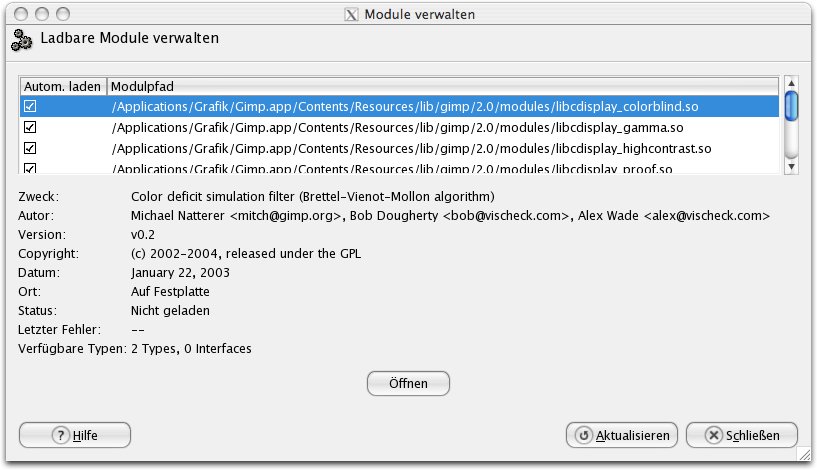 Module verwalten
Ladbare Module verwalten
Autom. laden Modulpfad
/Applications/Grafik/Gimp.app/Contents/Resources/lib/gimp/2.0/modules/libcdisplay_colorblind.so
/Applications/Grafik/Gimp.app/Contents/Resources/lib/gimp/2.0/modules/libcdisplay_gamma.so
/Applications/Grafik/Gimp.app/Contents/Resources/lib/gimp/2.0/modules/libcdisplay_highcontrast.so
/Applications/Grafik/Gimp.app/Contents/Resources/lib/gimp/2.0/modules/libcdisplay_proof.so
Zweck: Color deficit simulation filter (Brettel-Vienot-Mollon algorithm)
Autor: Michael Natterer <mitch@gimp.org>, Bob Dougherty <bob@vischeck.com>, Alex Wade <alex@vischeck.com>
Version: v0.2
Copyright: (c) 2002-2004, released under the GPL
Datum: January 22, 2003
Ort: Auf Festplatte
Status: Nicht geladen
Letzter Fehler: --
Verfügbare Typen: 2 Types, 0 Interfaces
Öffnen
Hilfe Aktualisieren Schließen